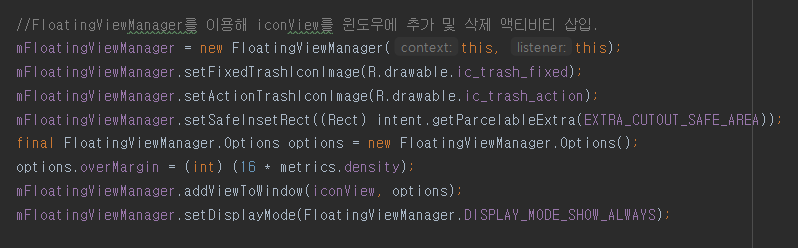 //FloatingViewManager를 이용해 iconView를 윈도우에 추가 및 삭제 액티비티 삽입.
mFloatingViewManager = new FloatingViewManager( context: this, listener: this);
mFloatingViewManager.setFixedTrashIconImage(R.drawable.ic_trash_fixed);
mFloatingViewManager.setActionTrashIconImage(R.drawable.ic_trash_action);
mFloatingViewManager.setSafeInsetRect((Rect) intent.getParcelableExtra(EXTRA_CUTOUT_SAFE_AREA));
final FloatingViewManager.Options options = new FloatingViewManager.Options();
options.overMargin = (int) (16 * metrics.density);
mFloatingViewManager.addViewToWindow(iconView, options);
mFloatingViewManager.setDisplayMode(FloatingViewManager.DISPLAY_MODE_SHOW_ALWAYS);